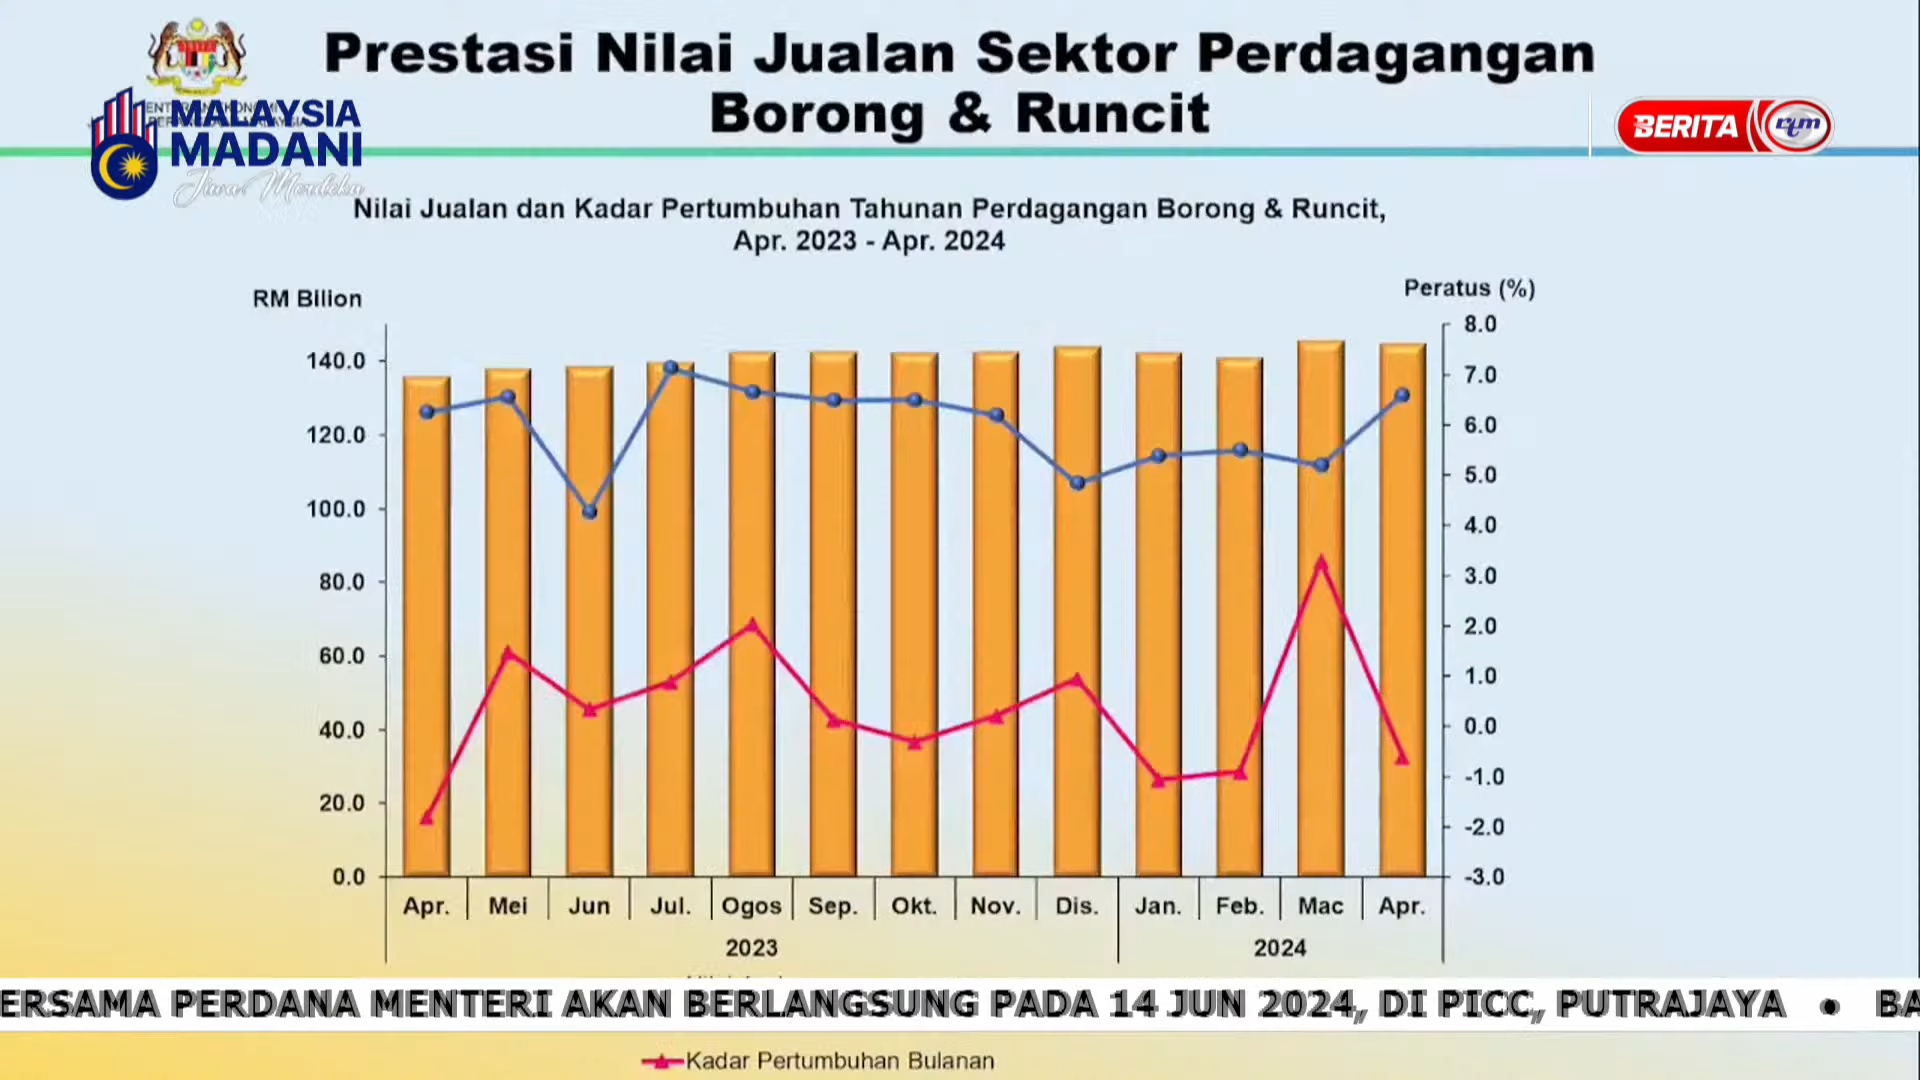 Prestasi Nilai Jualan Sektor Perdagangan
Borong & Runcit
MALAYSIA
MADANI
Jiwa Merdeka
BERITA rtm
Nilai Jualan dan Kadar Pertumbuhan Tahunan Perdagangan Borong & Runcit,
Apr. 2023 - Apr. 2024
RM BIlion
Peratus (%)
140.0
120.0
100.0
80.0
60.0
40.0
20.0
0.0
8.0
7.0
6.0
5.0
4.0
3.0
2.0
1.0
0.0
-1.0
-2.0
-3.0
Apr. Mei Jun Jul. Ogos Sep. Okt. Nov. Dis. Jan. Feb. Mac Apr.
2023 2024
ERSAMA PERDANA MENTERI AKAN BERLANGSUNG PADA 14 JUN 2024, DI PICC, PUTRAJAYA • BA
Kadar Pertumbuhan Bulanan